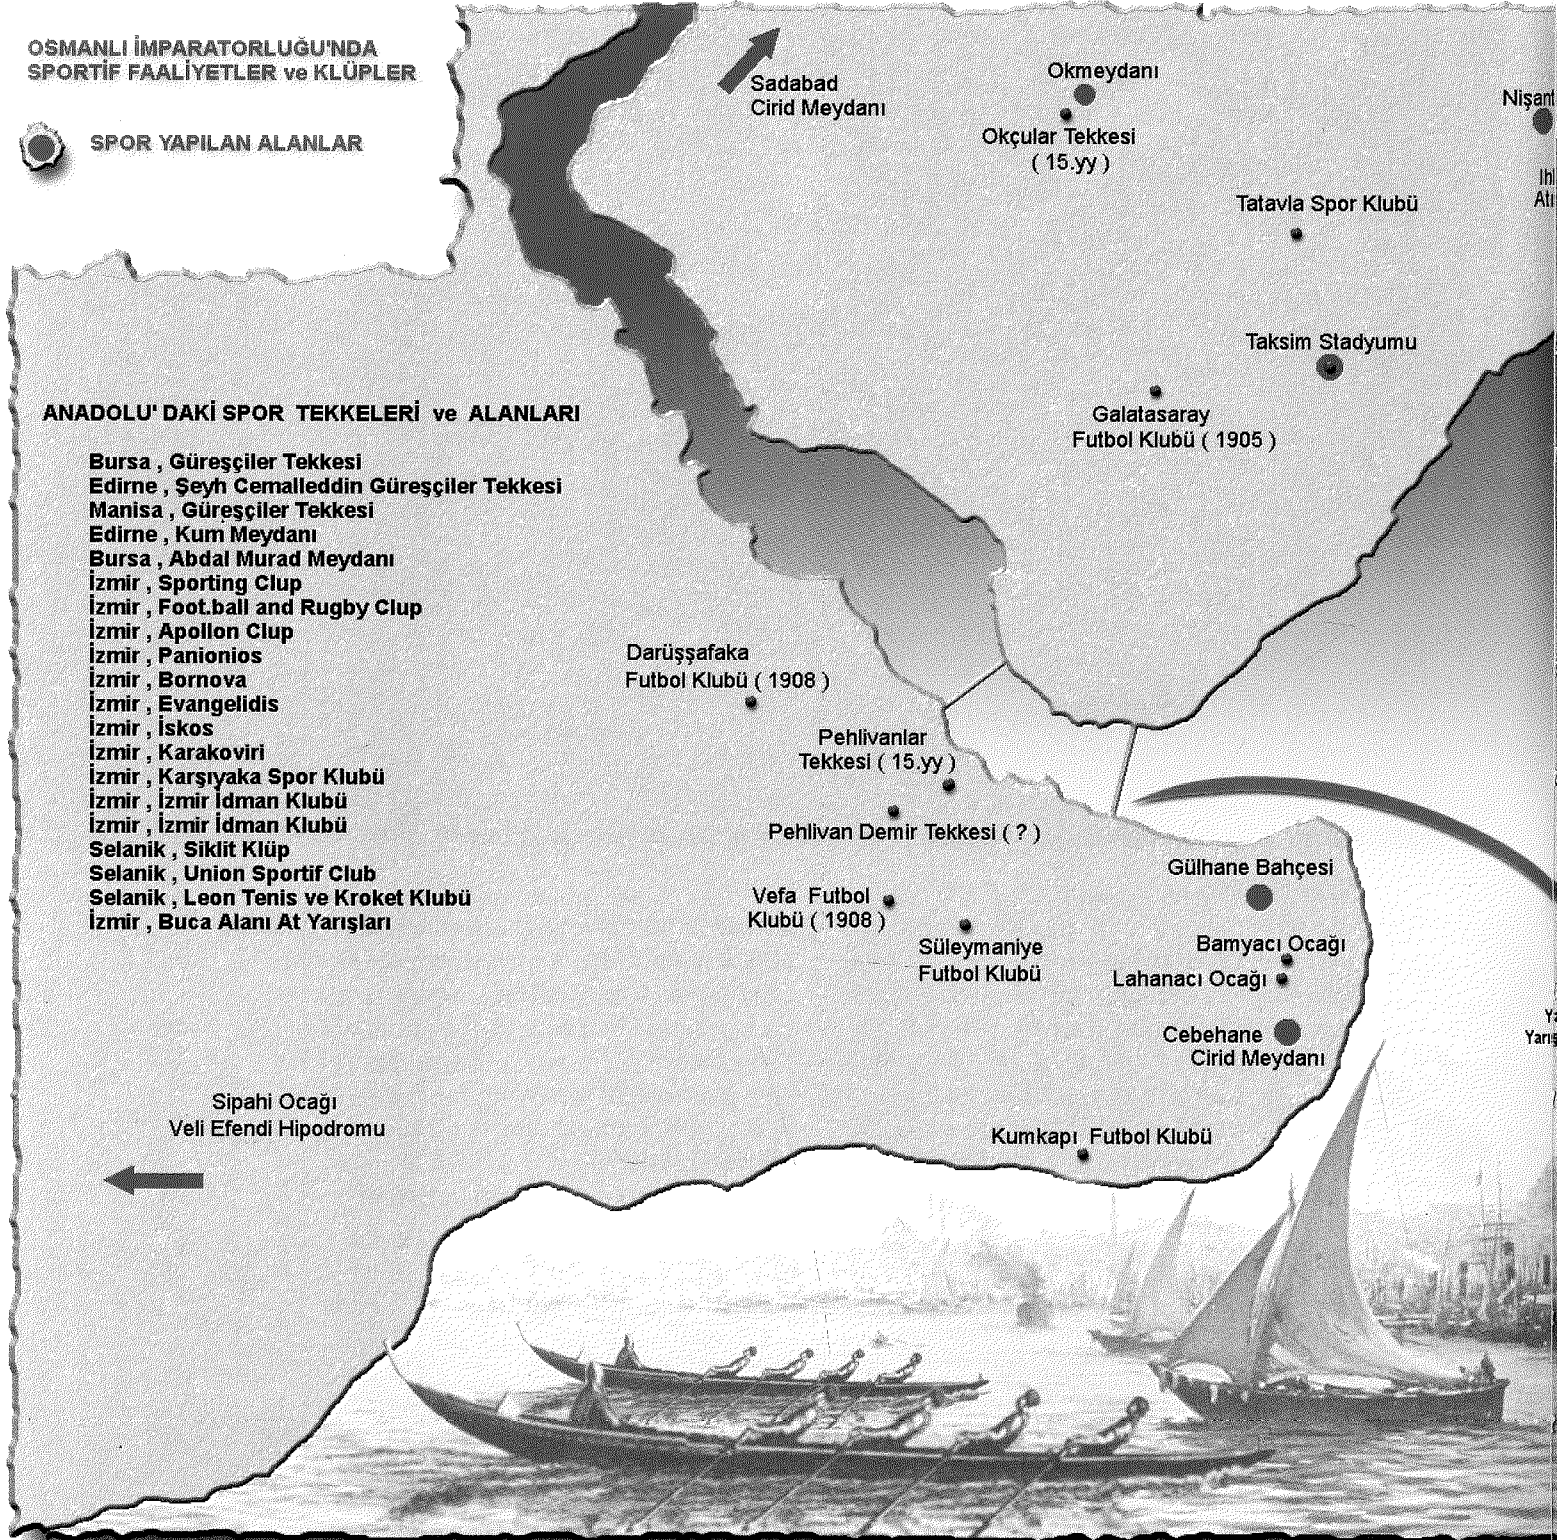 OSMANLI İMPARATORLUĞU'NDA
SPORTİF FAALİYETLER ve KLÜPLER
SPOR YAPILAN ALANLAR
Sadabad
Cirid Meydanı
Okmeydanı
Okçular Tekkesi
( 15.yy )
Tatavla Spor Klubü
Taksim Stadyumu
Galatasaray
Futbol Klubü ( 1905 )
ANADOLU' DAKİ SPOR TEKKELERİ ve ALANLARI
Bursa , Güreşçiler Tekkesi
Edirne , Şeyh Cemalleddin Güreşçiler Tekkesi
Manisa , Güreşçiler Tekkesi
Edirne , Kum Meydanı
Bursa , Abdal Murad Meydanı
İzmir , Sporting Clup
İzmir , Foot.ball and Rugby Clup
İzmir , Apollon Clup
İzmir , Panionios
İzmir , Bornova
İzmir , Evangelidis
İzmir , İskos
İzmir , Karakoviri
İzmir , Karşıyaka Spor Klubü
İzmir , İzmir İdman Klubü
İzmir , İzmir İdman Klubü
Selanik , Siklit Klüp
Selanik , Union Sportif Club
Selanik , Leon Tenis ve Kroket Klubü
İzmir , Buca Alanı At Yarışları
Darüşşafaka
Futbol Klubü ( 1908 )
Pehlivanlar
Tekkesi ( 15.yy )
Pehlivan Demir Tekkesi ( ? )
Vefa Futbol
Klubü ( 1908 )
Süleymaniye
Futbol Klubü
Gülhane Bahçesi
Bamyacı Ocağı
Lahanacı Ocağı
Cebehane
Cirid Meydanı
Sipahi Ocağı
Veli Efendi Hipodromu
Kumkapı Futbol Klubü